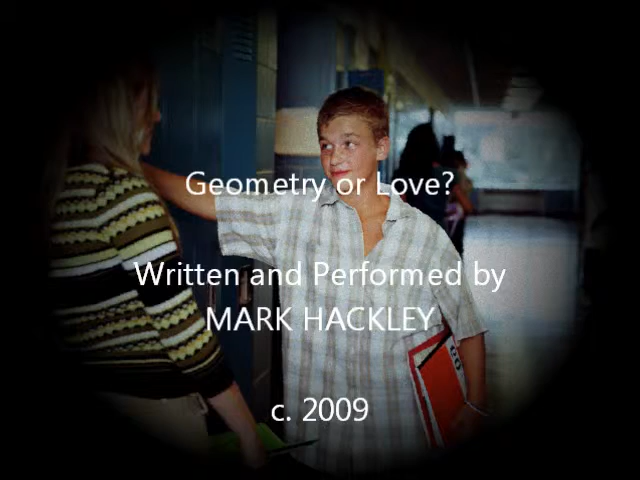 Geometry or Love?
Written and Performed by
MARK HACKLEY
c. 2009